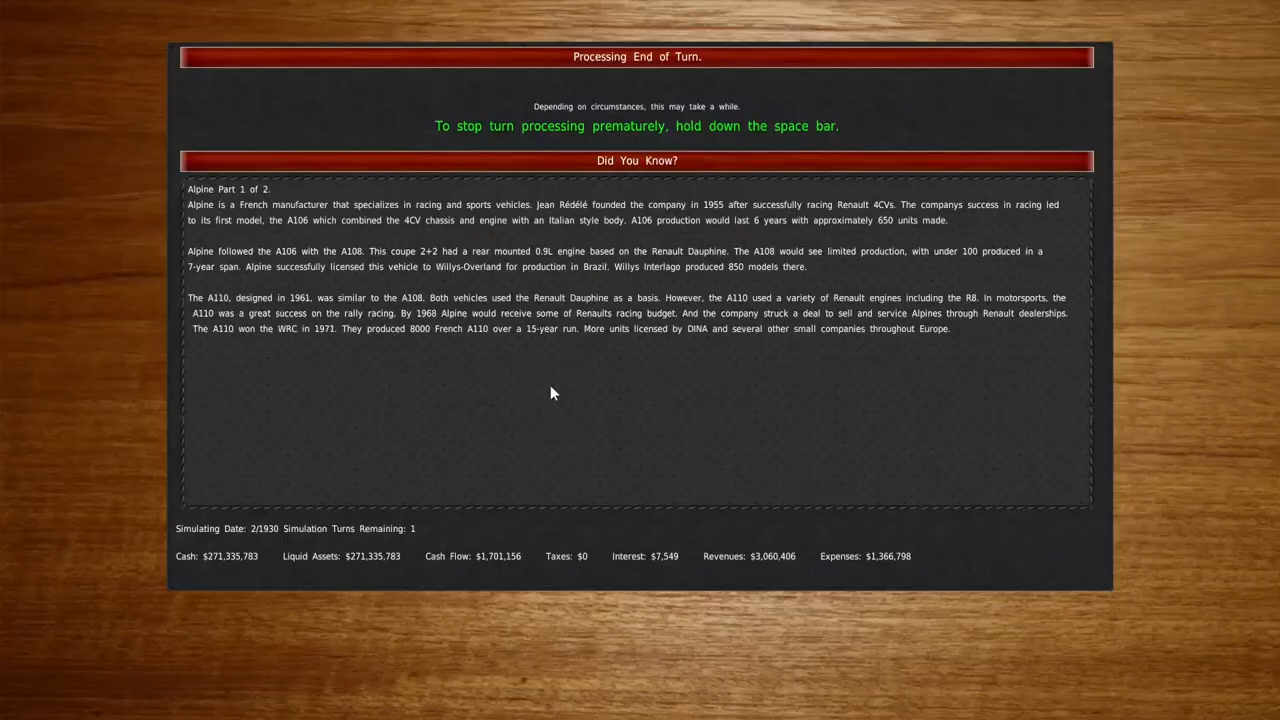 Processing End of Turn.
Depending on circumstances, this may take a while.
To stop turn processing prematurely, hold down the space bar.
Did You Know?
Alpine Part 1 of 2.
Alpine is a French manufacturer that specializes in racing and sports vehicles. Jean Rédélé founded the company in 1955 after successfully racing Renault 4CVs. The companys success in racing led
to its first model, the A106 which combined the 4CV chassis and engine with an Italian style body. A106 production would last 6 years with approximately 650 units made.
Alpine followed the A106 with the A108. This coupe 2+2 had a rear mounted 0.9L engine based on the Renault Dauphine. The A108 would see limited production, with under 100 produced in a
7-year span. Alpine successfully licensed this vehicle to Willys-Overland for production in Brazil. Willys Interlago produced 850 models there.
The A110, designed in 1961, was similar to the A108. Both vehicles used the Renault Dauphine as a basis. However, the A110 used a variety of Renault engines including the R8. In motorsports, the
A110 was a great success on the rally racing. By 1968 Alpine would receive some of Renaults racing budget. And the company struck a deal to sell and service Alpines through Renault dealerships.
The A110 won the WRC in 1971. They produced 8000 French A110 over a 15-year run. More units licensed by DINA and several other small companies throughout Europe.
Simulating Date: 2/1930 Simulation Turns Remaining: 1
Cash: $271,335,783 Liquid Assets: $271,335,783 Cash Flow: $1,701,156 Taxes: $0 Interest: $7,549 Revenues: $3,060,406 Expenses: $1,366,798